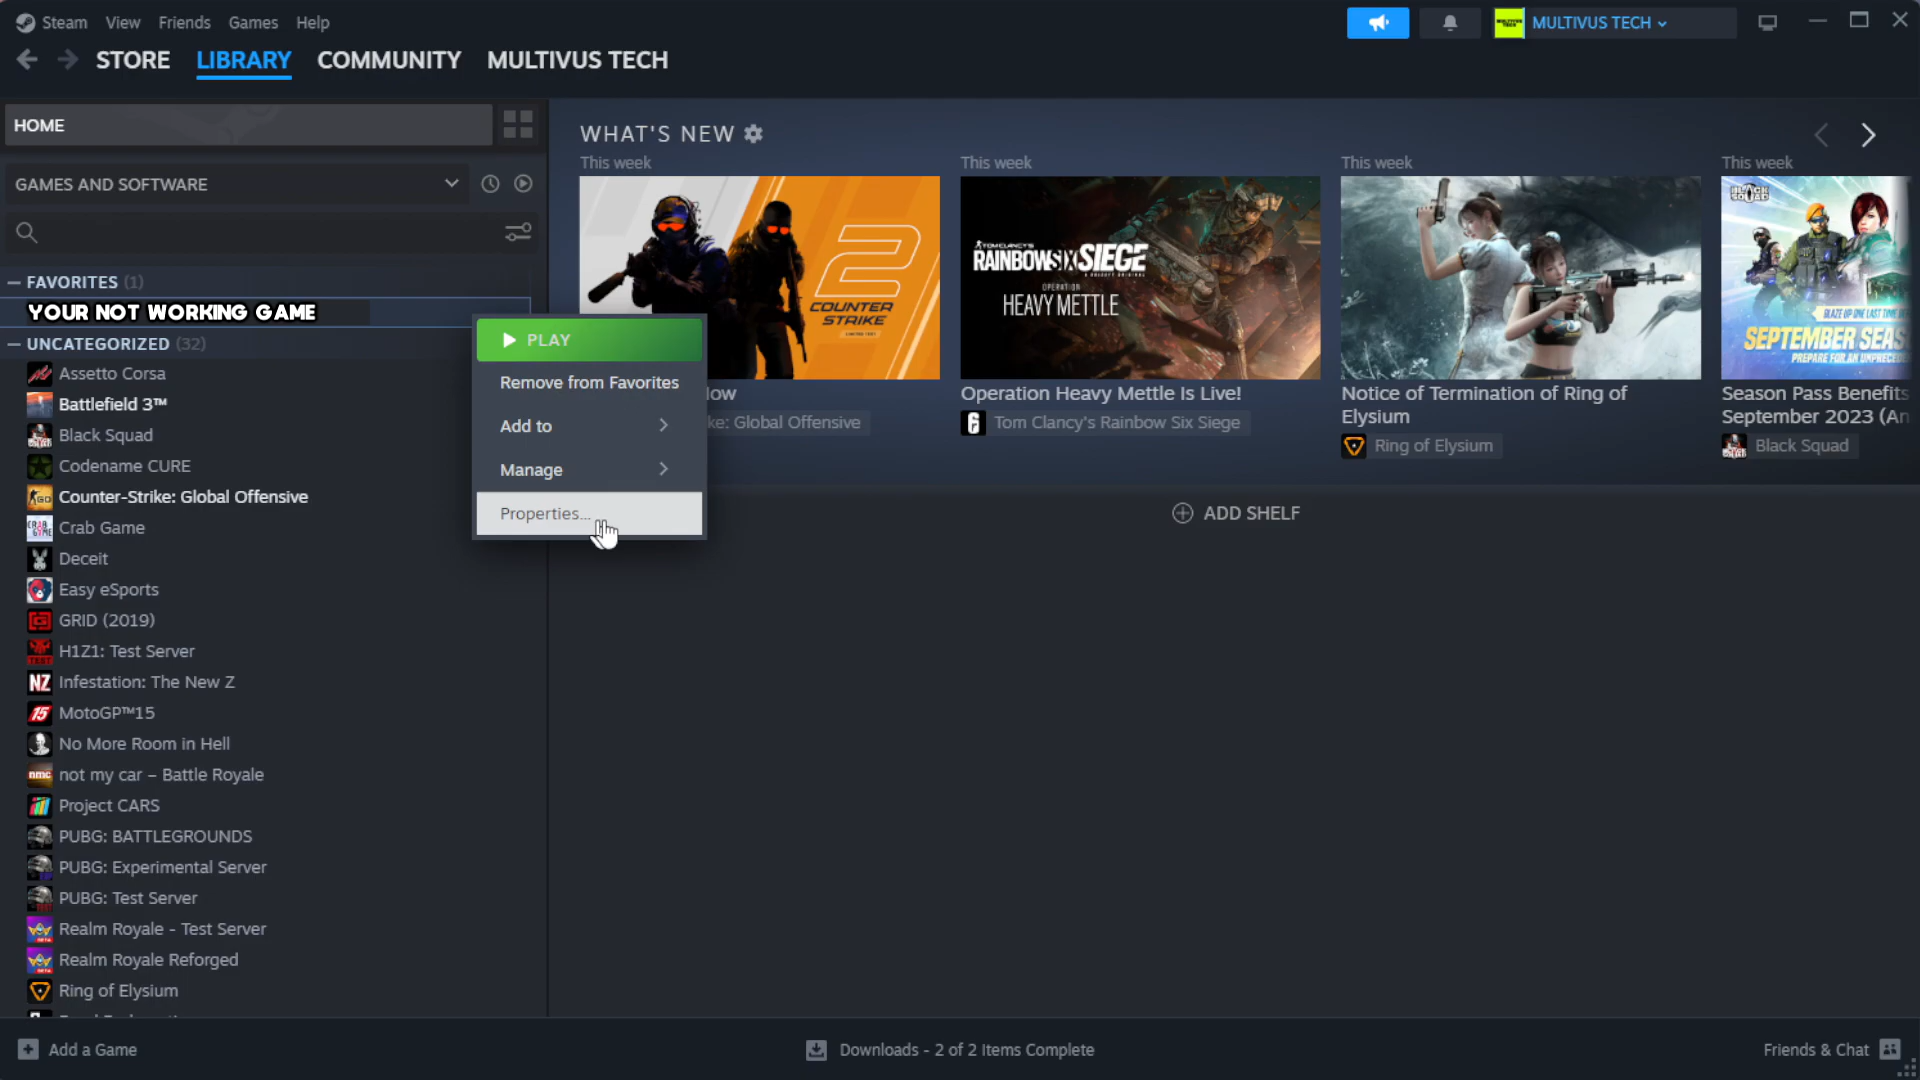 Steam View Friends Games Help
MULTIVUS TECH
STORE LIBRARY COMMUNITY MULTIVUS TECH
HOME
GAMES AND SOFTWARE
FAVORITES (1)
YOUR NOT WORKING GAME
UNCATEGORIZED (32)
Assetto Corsa
Battlefield 3™
Black Squad
Codename CURE
Counter-Strike: Global Offensive
Crab Game
Deceit
Easy eSports
GRID (2019)
H1Z1: Test Server
Infestation: The New Z
MotoGP™15
No More Room in Hell
not my car – Battle Royale
Project CARS
PUBG: BATTLEGROUNDS
PUBG: Experimental Server
PUBG: Test Server
Realm Royale - Test Server
Realm Royale Reforged
Ring of Elysium
PLAY
Remove from Favorites
Add to
Manage
Properties...
WHAT'S NEW
This week
2
COUNTER
STRIKE
ke: Global Offensive
This week
TOM CLANCY'S
RAINBOW SIX SIEGE
OPERATION
HEAVY METTLE
Operation Heavy Mettle Is Live!
Tom Clancy's Rainbow Six Siege
This week
Notice of Termination of Ring of
Elysium
Ring of Elysium
This week
BLACK
SQUAD
BLAZE UP ONE LAST TIME
SEPTEMBER SEAS
PREPARE FOR AN UNPRECEDE
Season Pass Benefits
September 2023 (An
Black Squad
ADD SHELF
Add a Game
Downloads - 2 of 2 Items Complete
Friends & Chat